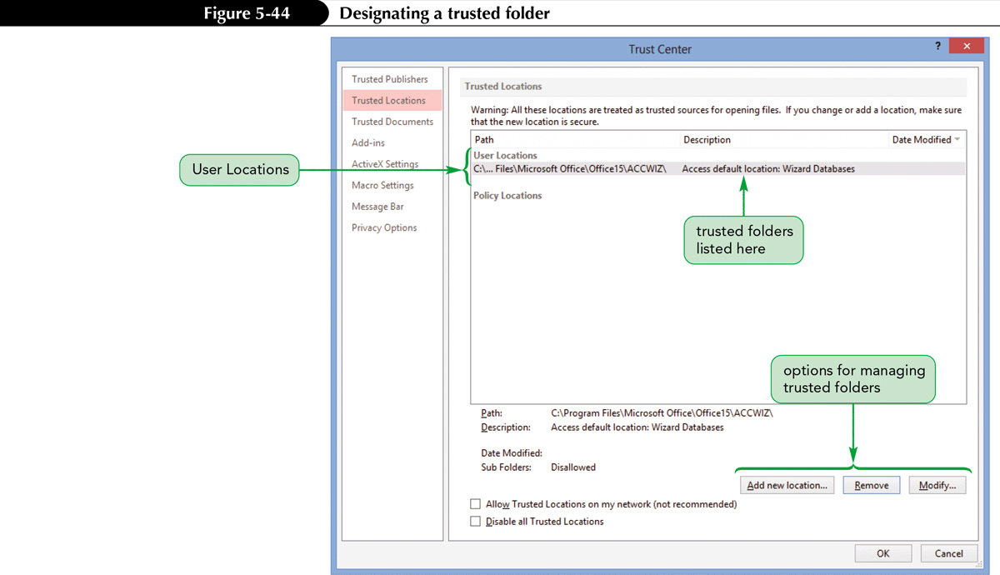 Figure 5-44 Designating a trusted folder
Trust Center ?
Trusted Publishers
Trusted Locations
Trusted Documents
Add-ins
ActiveX Settings
Macro Settings
Message Bar
Privacy Options
User Locations
Trusted Locations
Warning: All these locations are treated as trusted sources for opening files. If you change or add a location, make sure
that the new location is secure.
Path Description Date Modified
User Locations
C:\... Files\Microsoft Office\Office15\ACCWIZ\ Access default location: Wizard Databases
Policy Locations
trusted folders
listed here
options for managing
trusted folders
Path: C:\Program Files\Microsoft Office\Office15\ACCWIZ\
Description: Access default location: Wizard Databases
Date Modified:
Sub Folders: Disallowed
Add new location... Remove Modify...
Allow Trusted Locations on my network (not recommended)
Disable all Trusted Locations
OK Cancel